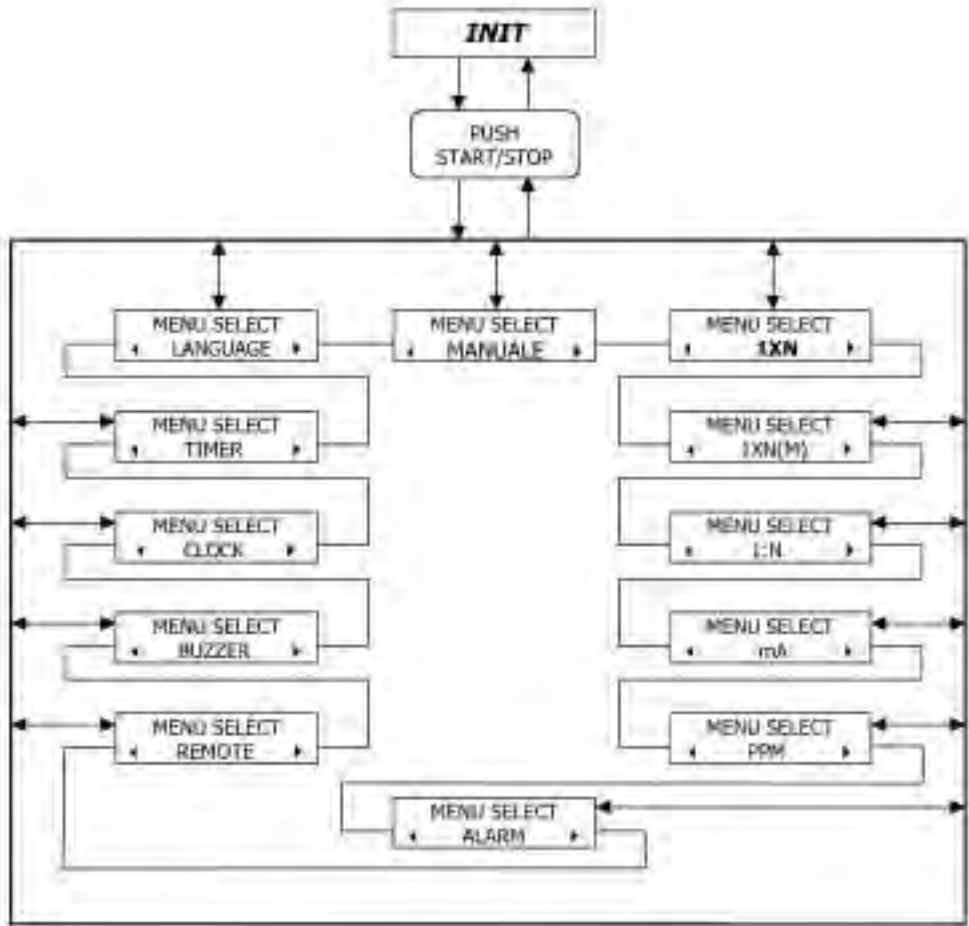 INIT
PUSH
START/STOP
MENU SELECT
LANGUAGE
MENU SELECT
MANUALE
MENU SELECT
1XN
MENU SELECT
TIMER
MENU SELECT
1XN(M)
MENU SELECT
CLOCK
MENU SELECT
1:N
MENU SELECT
BUZZER
MENU SELECT
mA
MENU SELECT
REMOTE
MENU SELECT
PPM
MENU SELECT
ALARM